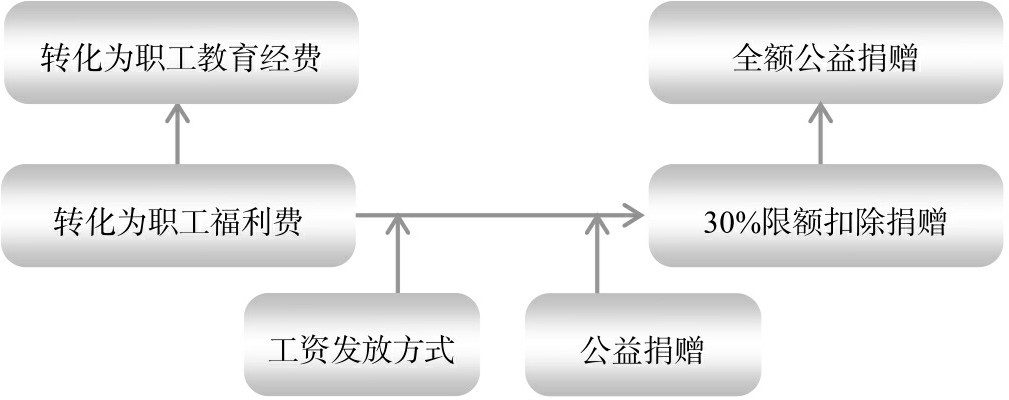 转化为职工教育经费
全额公益捐赠
转化为职工福利费
30%限额扣除捐赠
工资发放方式
公益捐赠